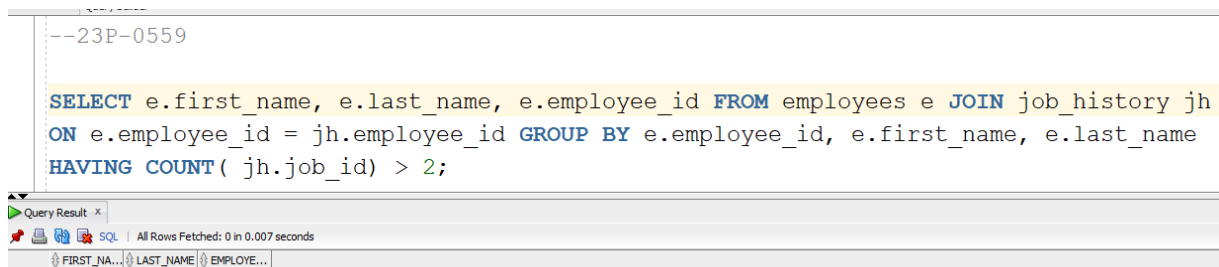 --23P-0559
SELECT e.first_name, e.last_name, e.employee_id FROM employees e JOIN job_history jh
ON e.employee_id = jh.employee_id GROUP BY e.employee_id, e.first_name, e.last_name
HAVING COUNT( jh.job_id) > 2;
Query Result x
SQL | All Rows Fetched: 0 in 0.007 seconds
FIRST_NA... LAST_NAME EMPLOYE...